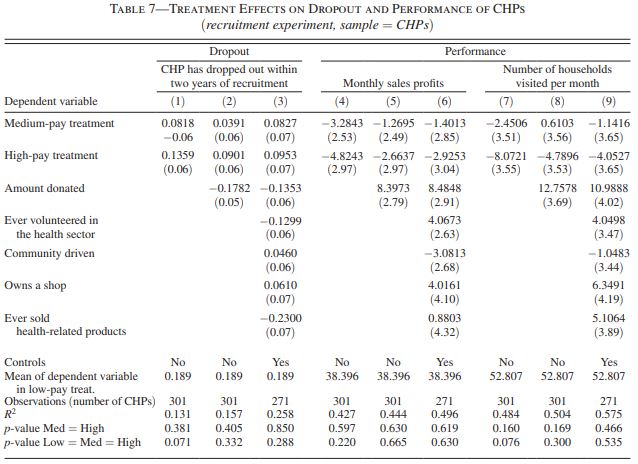 TABLE 7—TREATMENT EFFECTS ON DROPOUT AND PERFORMANCE OF CHPS
(recruitment experiment, sample = CHPs)
Dropout Performance
CHP has dropped out within Number of households
two years of recruitment Monthly sales profits visited per month
Dependent variable (1) (2) (3) (4) (5) (6) (7) (8) (9)
Medium-pay treatment 0.0818 0.0391 0.0827 −3.2843 −1.2695 −1.4013 −2.4506 0.6103 −1.1416
−0.06 (0.06) (0.07) (2.53) (2.49) (2.85) (3.51) (3.56) (3.65)
High-pay treatment 0.1359 0.0901 0.0953 −4.8243 −2.6637 −2.9253 −8.0721 −4.7896 −4.0527
(0.06) (0.06) (0.07) (2.97) (2.97) (3.04) (3.55) (3.53) (3.65)
Amount donated −0.1782 −0.1353 8.3973 8.4848 12.7578 10.9888
(0.05) (0.06) (2.79) (2.91) (3.69) (4.02)
Ever volunteered in −0.1299 4.0673 4.0498
the health sector (0.06) (2.63) (3.47)
Community driven 0.0460 −3.0813 −1.0483
(0.06) (2.68) (3.44)
Owns a shop 0.0610 4.0161 6.3491
(0.07) (4.10) (4.19)
Ever sold −0.2300 0.8803 5.1064
health-related products (0.07) (4.32) (3.89)
Controls No No Yes No No Yes No No Yes
Mean of dependent variable 0.189 0.189 0.189 38.396 38.396 38.396 52.807 52.807 52.807
in low-pay treat.
Observations (number of CHPs) 301 301 271 301 301 271 301 301 271
R² 0.131 0.157 0.258 0.427 0.444 0.496 0.484 0.504 0.575
p-value Med = High 0.381 0.405 0.850 0.597 0.630 0.619 0.160 0.169 0.466
p-value Low = Med = High 0.071 0.332 0.288 0.220 0.665 0.630 0.076 0.300 0.535